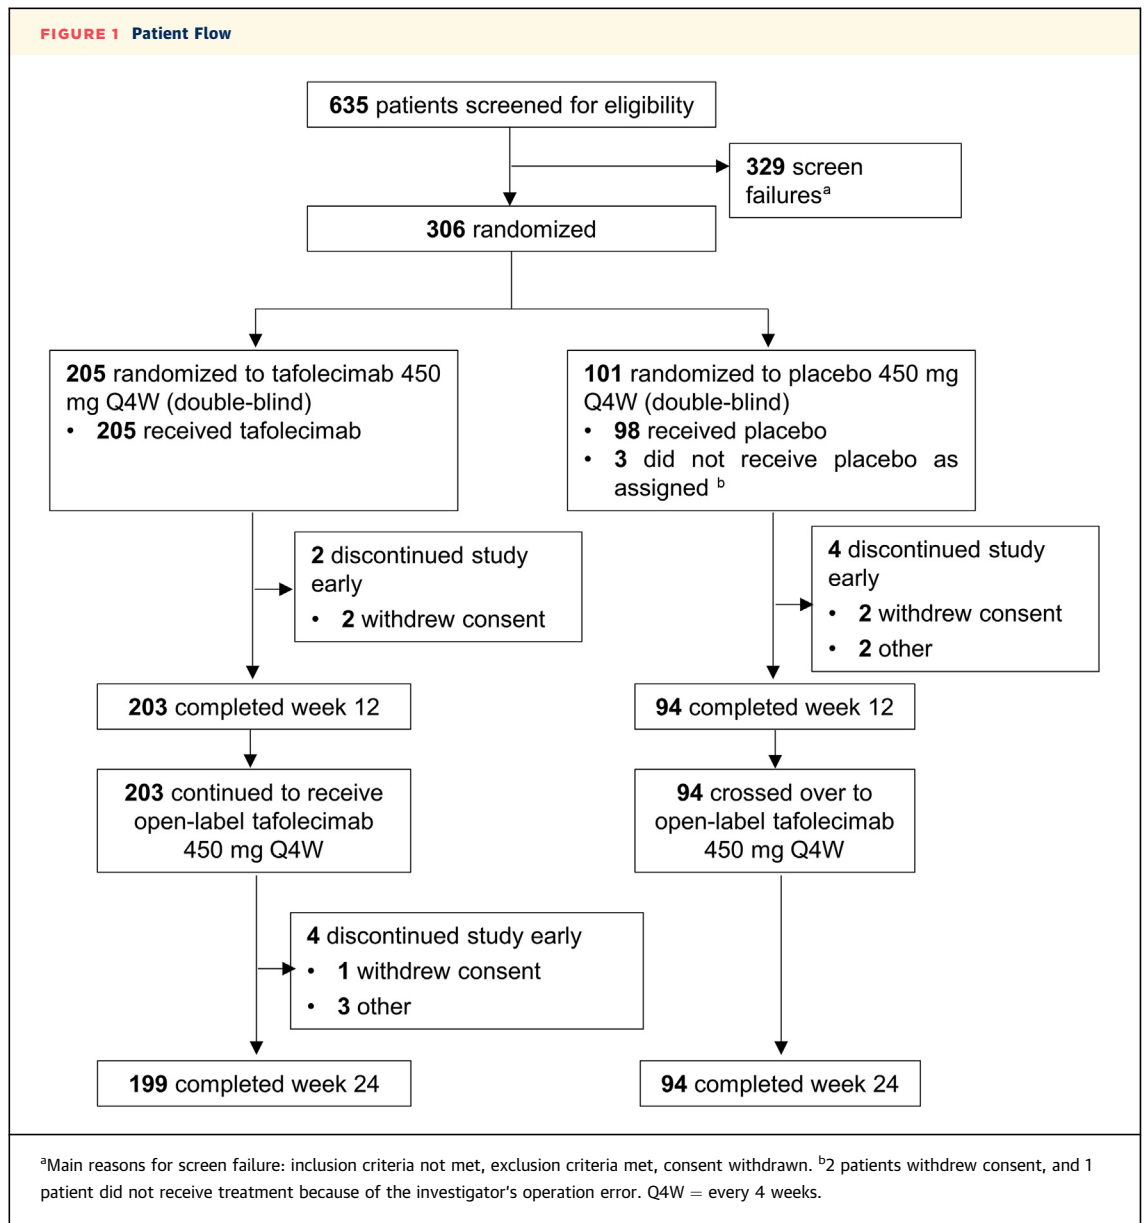 FIGURE 1 Patient Flow
635 patients screened for eligibility
329 screen
failuresᵃ
306 randomized
205 randomized to tafolecimab 450
mg Q4W (double-blind)
• 205 received tafolecimab
101 randomized to placebo 450 mg
Q4W (double-blind)
• 98 received placebo
• 3 did not receive placebo as
assigned ᵇ
2 discontinued study
early
• 2 withdrew consent
4 discontinued study
early
• 2 withdrew consent
• 2 other
203 completed week 12
94 completed week 12
203 continued to receive
open-label tafolecimab
450 mg Q4W
94 crossed over to
open-label tafolecimab
450 mg Q4W
4 discontinued study early
• 1 withdrew consent
• 3 other
199 completed week 24
94 completed week 24
ᵃMain reasons for screen failure: inclusion criteria not met, exclusion criteria met, consent withdrawn. ᵇ2 patients withdrew consent, and 1
patient did not receive treatment because of the investigator’s operation error. Q4W = every 4 weeks.